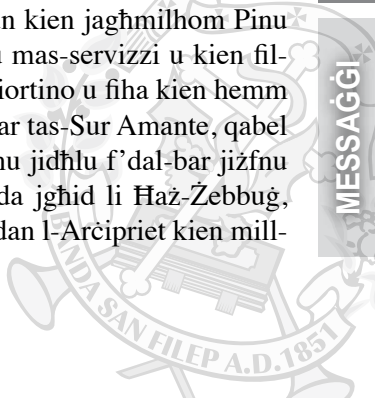 n kien jagħmilhom Pinu
u mas-servizzi u kien fil-
iortino u fiha kien hemm
ar tas-Sur Amante, qabel
nu jidħlu f'dal-bar jiżfnu
da jgħid li Ħaż-Żebbuġ,
dan l-Arċipriet kien mill-
MESSAĠĠI
BANDA SAN FILEP A.D. 1851